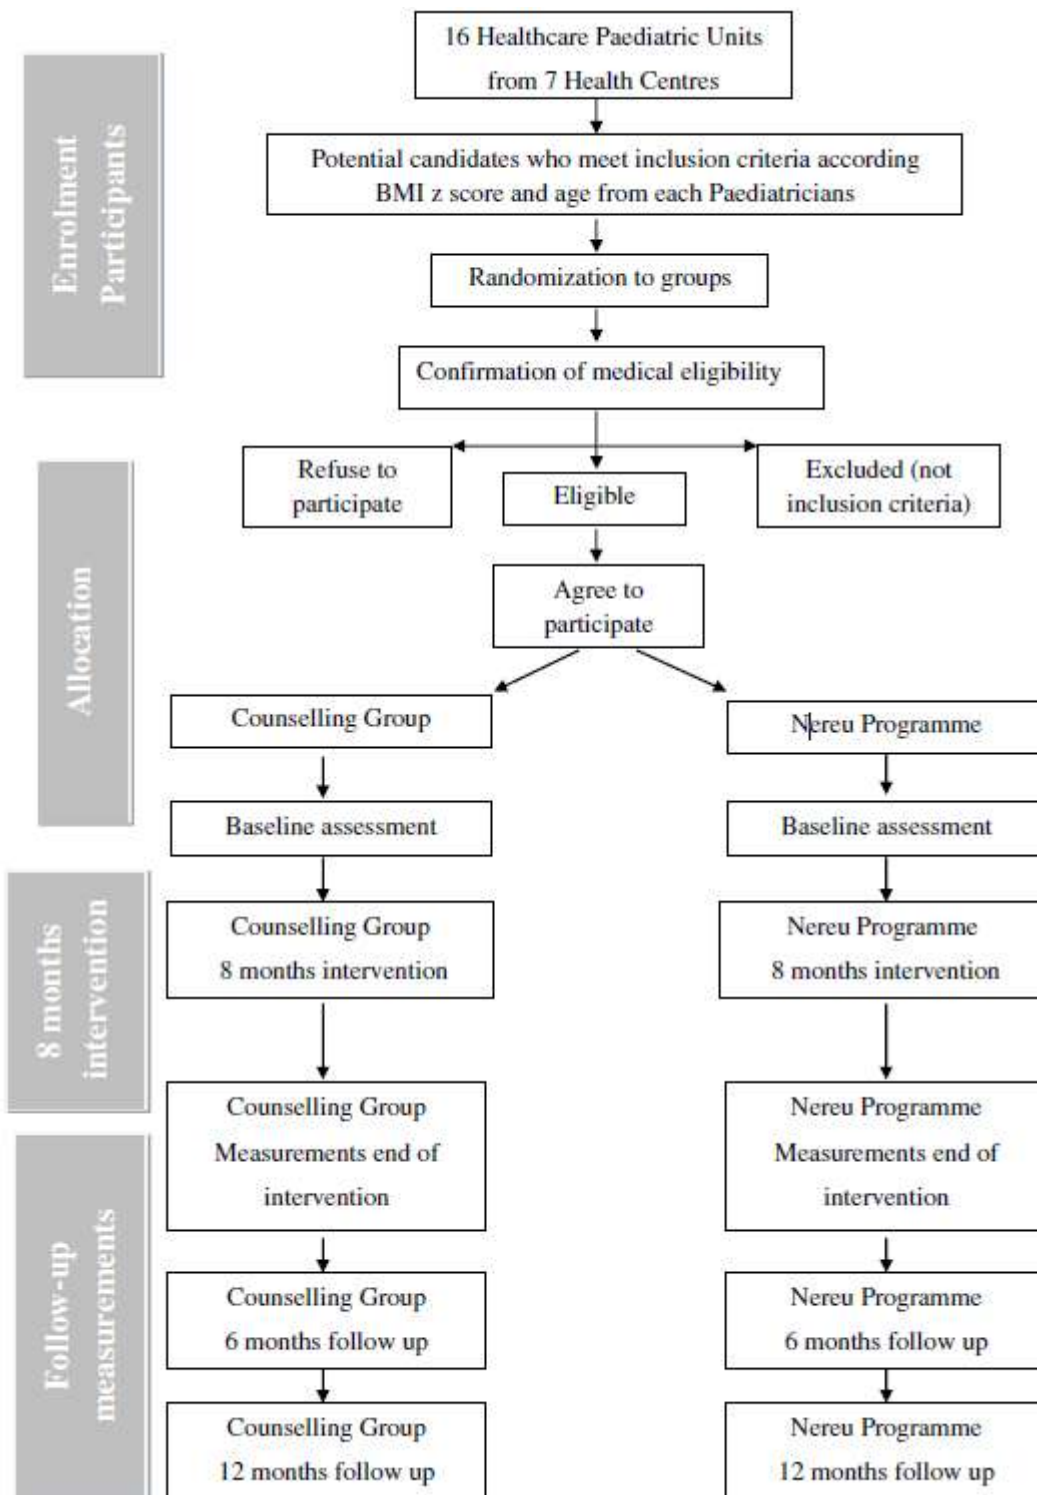 16 Healthcare Paediatric Units
from 7 Health Centres
Enrolment
Participants
Potential candidates who meet inclusion criteria according
BMI z score and age from each Paediatricians
Randomization to groups
Confirmation of medical eligibility
Allocation
Refuse to
participate
Eligible
Excluded (not
inclusion criteria)
Agree to
participate
Counselling Group
Nereu Programme
Baseline assessment
Baseline assessment
8 months
intervention
Counselling Group
8 months intervention
Nereu Programme
8 months intervention
Counselling Group
Measurements end of
intervention
Nereu Programme
Measurements end of
intervention
Follow-up
measurements
Counselling Group
6 months follow up
Nereu Programme
6 months follow up
Counselling Group
12 months follow up
Nereu Programme
12 months follow up